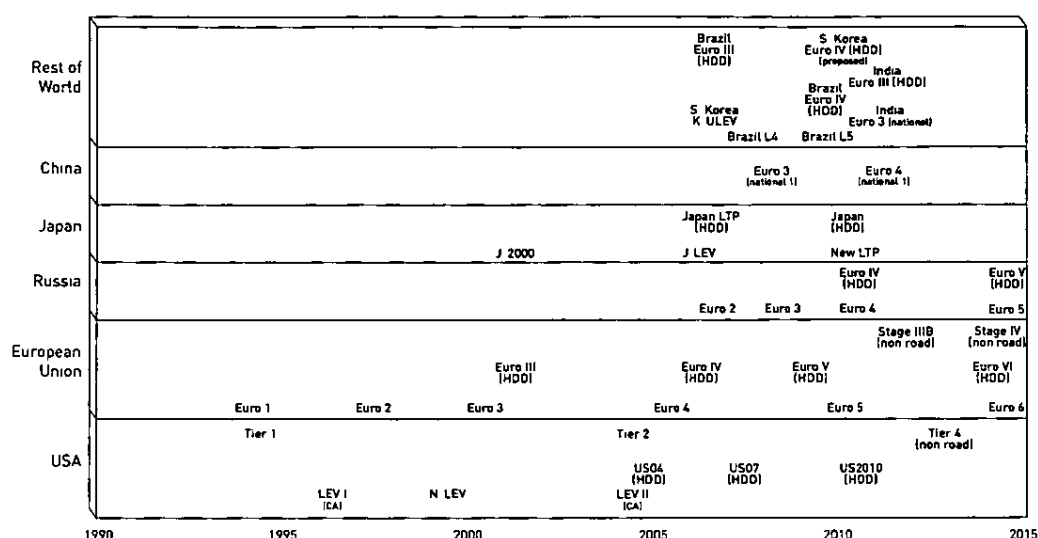 Rest of
World
Brazil
Euro III
(HDD)
S Korea
Euro IV (HDD)
(proposed)
India
Euro III (HDD)
Brazil
Euro IV
(HDD)
S Korea
K ULEV
India
Euro 3 (national)
Brazil L4
Brazil L5
China
Euro 3
(national 1)
Euro 4
(national 1)
Japan
Japan LTP
(HDD)
Japan
(HDD)
J 2000
J LEV
New LTP
Russia
Euro IV
(HDD)
Euro V
(HDD)
Euro 2
Euro 3
Euro 4
Euro 5
European
Union
Stage IIIB
(non road)
Stage IV
(non road)
Euro III
(HDD)
Euro IV
(HDD)
Euro V
(HDD)
Euro VI
(HDD)
Euro 1
Euro 2
Euro 3
Euro 4
Euro 5
Euro 6
USA
Tier 1
Tier 2
Tier 4
(non road)
US04
(HDD)
US07
(HDD)
US2010
(HDD)
LEV I
(CA)
N LEV
LEV II
(CA)
1990
1995
2000
2005
2010
2015